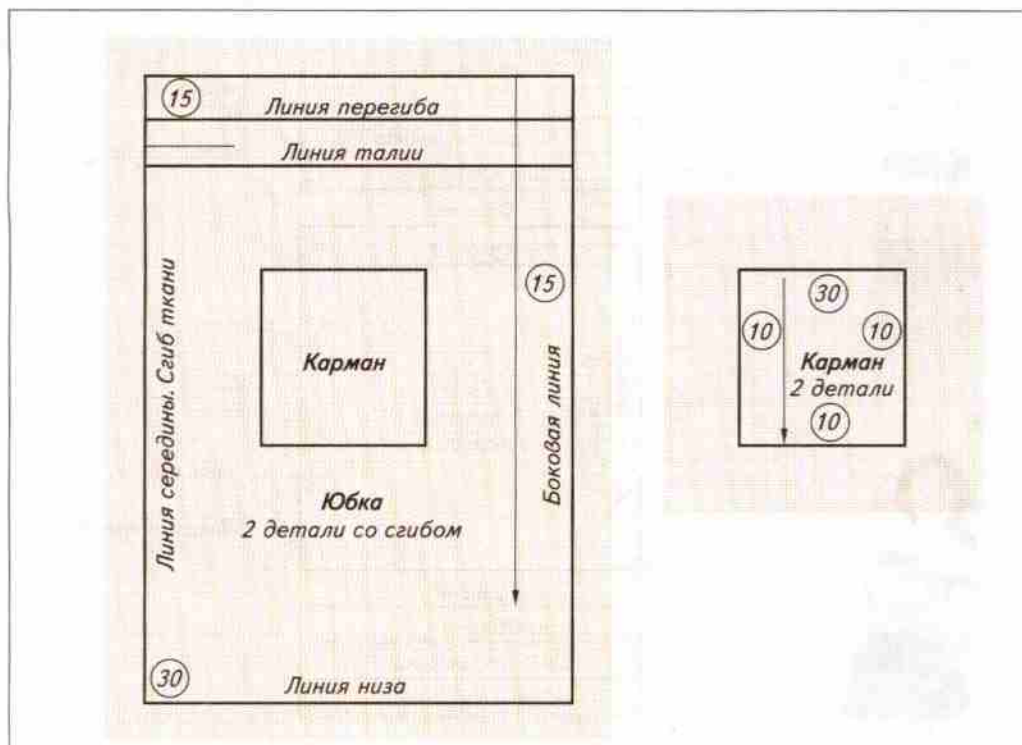 15
Линия перегиба
Линия талии
Линия середины. Сгиб ткани
15
Боковая линия
Карман
Юбка
2 детали со сгибом
30
Линия низа
30
10
10
Карман
2 детали
10